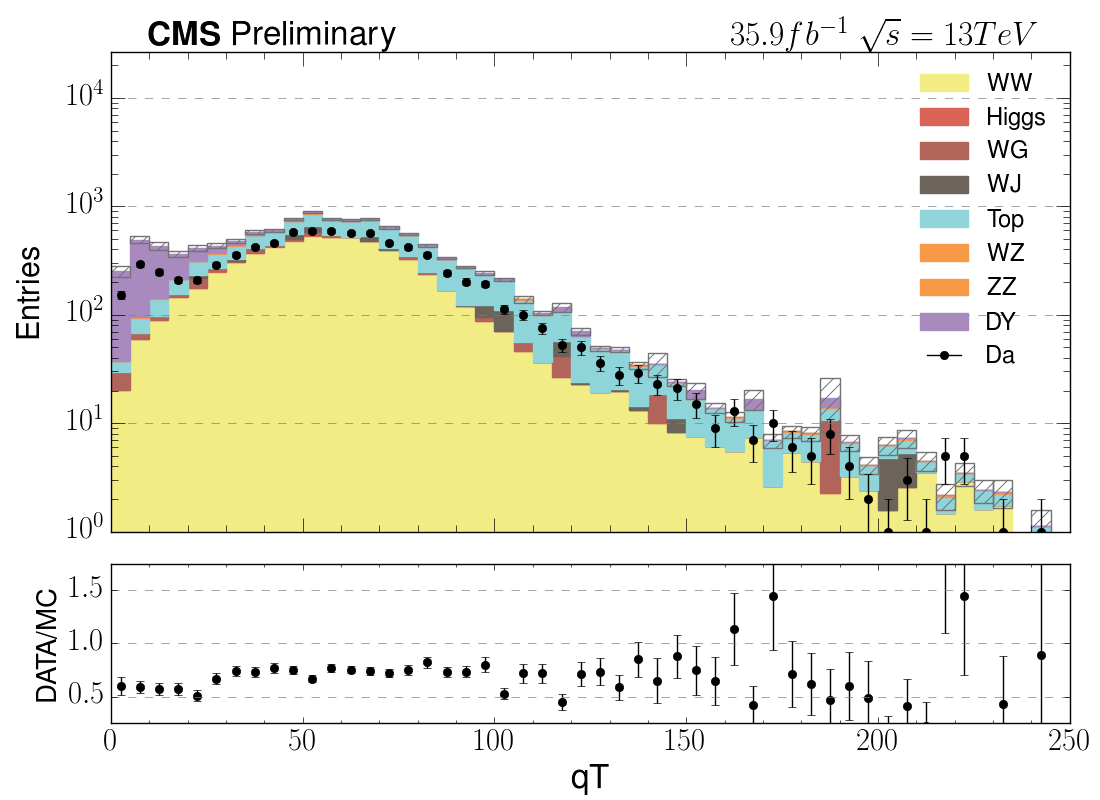 CMS Preliminary 35.9fb⁻¹ √s = 13TeV
Entries
10⁴
10³
10²
10¹
10⁰
WW
Higgs
WG
WJ
Top
WZ
ZZ
DY
Da
DATA/MC
1.5
1.0
0.5
0 50 100 150 200 250
qT